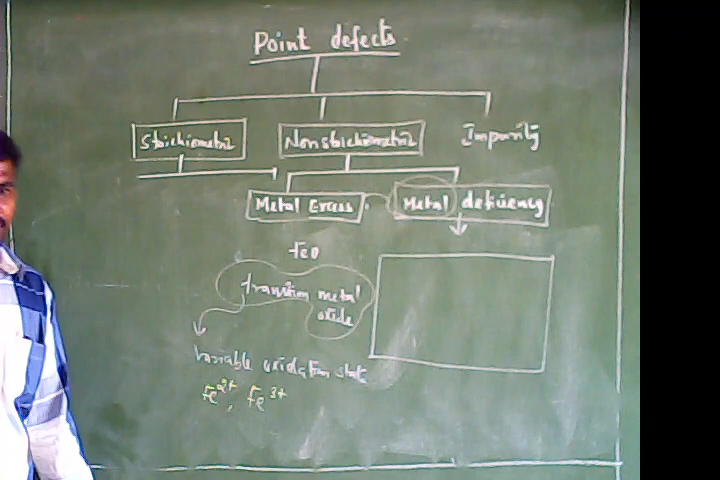 Point defects
Stoichiometric Nonstoichiometric Impurity
Metal Excess Metal deficiency
FeO
transition metal
oxide
Variable oxidation state
Fe2+, Fe3+